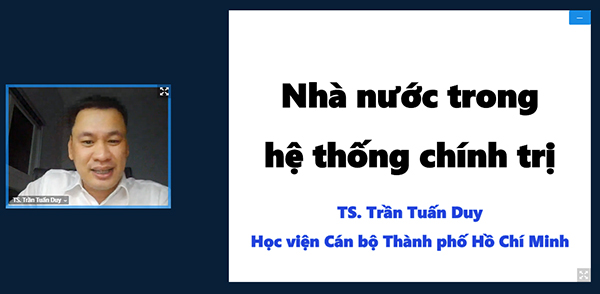 Nhà nước trong
hệ thống chính trị
TS. Trần Tuấn Duy
Học viện Cán bộ Thành phố Hồ Chí Minh
TS. Trần Tuấn Duy